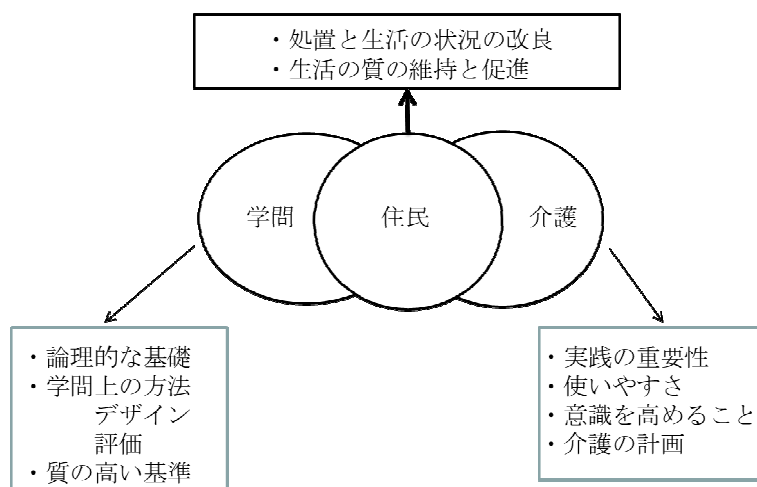 ・処置と生活の状況の改良
・生活の質の維持と促進
学問
住民
介護
・論理的な基礎
・学問上の方法
デザイン
評価
・質の高い基準
・実践の重要性
・使いやすさ
・意識を高めること
・介護の計画